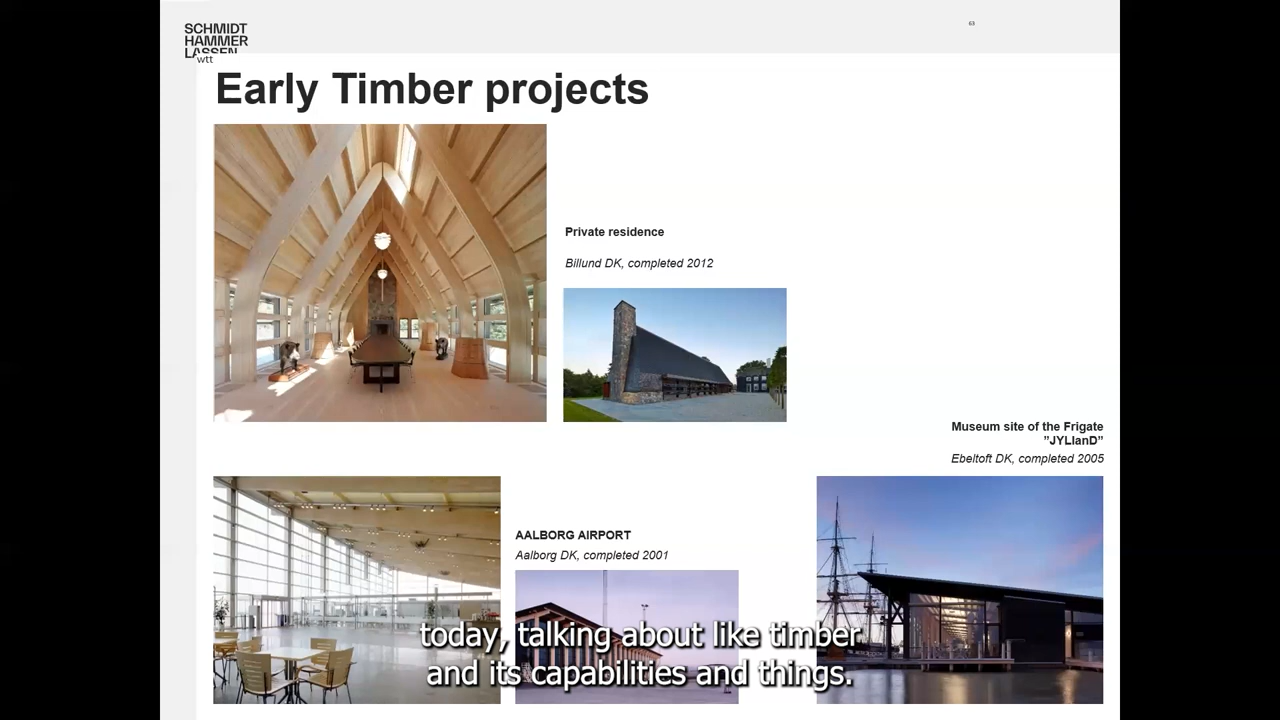 SCHMIDT
HAMMER
LASSEN
wtt
63
Early Timber projects
Private residence
Billund DK, completed 2012
Museum site of the Frigate
”JYLlanD”
Ebeltoft DK, completed 2005
AALBORG AIRPORT
Aalborg DK, completed 2001
today, talking about like timber
and its capabilities and things.